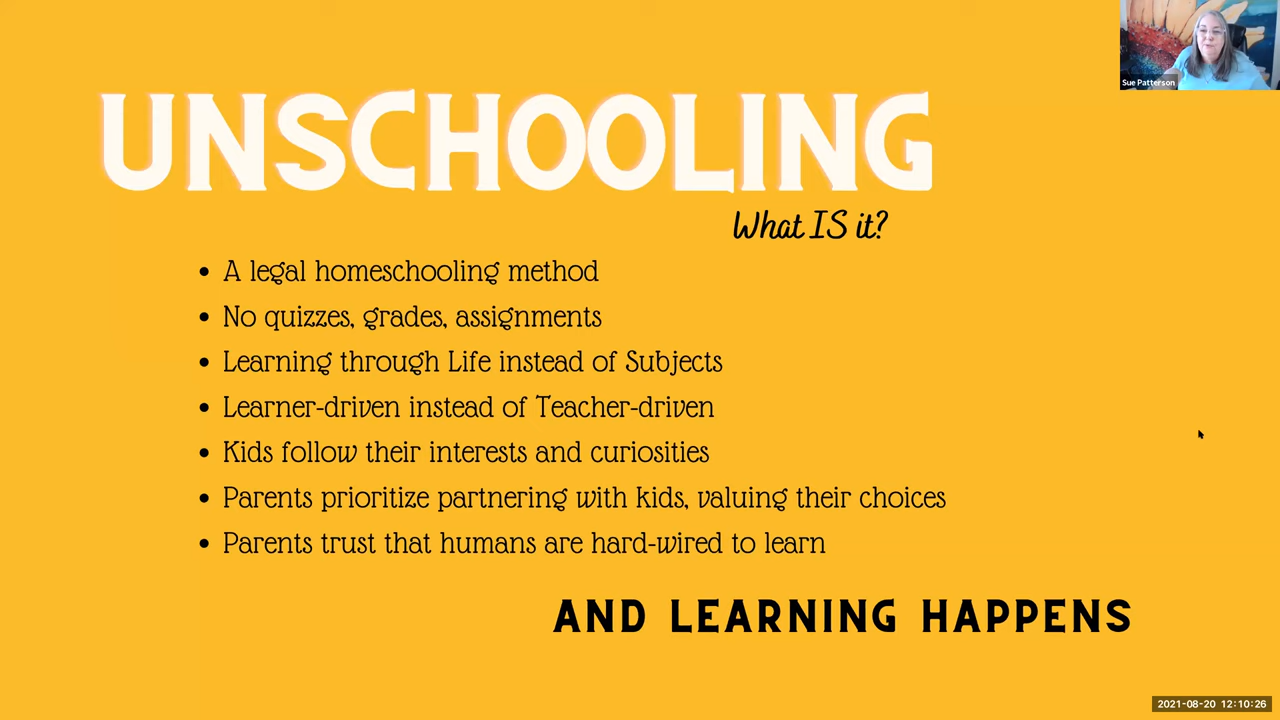 UNSCHOOLING
What IS it?
• A legal homeschooling method
• No quizzes, grades, assignments
• Learning through Life instead of Subjects
• Learner-driven instead of Teacher-driven
• Kids follow their interests and curiosities
• Parents prioritize partnering with kids, valuing their choices
• Parents trust that humans are hard-wired to learn
AND LEARNING HAPPENS
Sue Patterson
2021-08-20 12:10:26